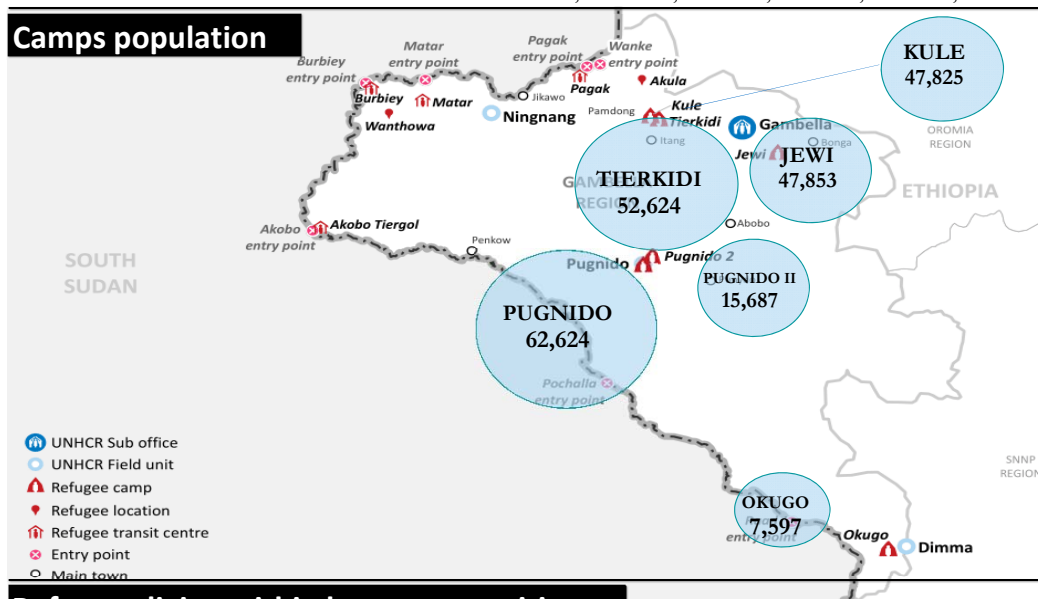 Camps population
Matar
entry point
Pagak
entry point
Wanke
entry point
KULE
47,825
Burbiey
entry point
Burbiey
Matar
Pagak
Akula
Jikawo
Wanthowa
Ningnang
Pamdong
Kule
Tierkidi
Gambella
Itang
Bonga
OROMIA
REGION
Jewi
JEWI
47,853
TIERKIDI
52,624
GAMBELLA
REGION
ETHIOPIA
Akobo
entry point
Akobo Tiergol
Abobo
Penkow
SOUTH
SUDAN
Pugnido
Pugnido 2
PUGNIDO II
15,687
PUGNIDO
62,624
Pochalla
entry point
UNHCR Sub office
UNHCR Field unit
Refugee camp
Refugee location
Refugee transit centre
Entry point
Main town
SNNP
REGION
OKUGO
7,597
entry point
Okugo
Dimma